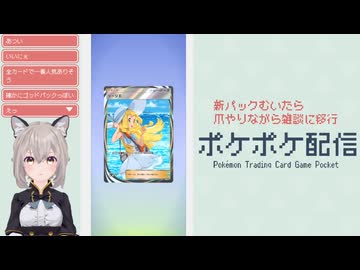 あつい
いいにぇ
全カードで一番人気ありそう
確かにゴッドパックっぽい
えっ
新パックむいたら
爪やりながら雑談に移行
ポケポケ配信
Pokémon Trading Card Game Pocket